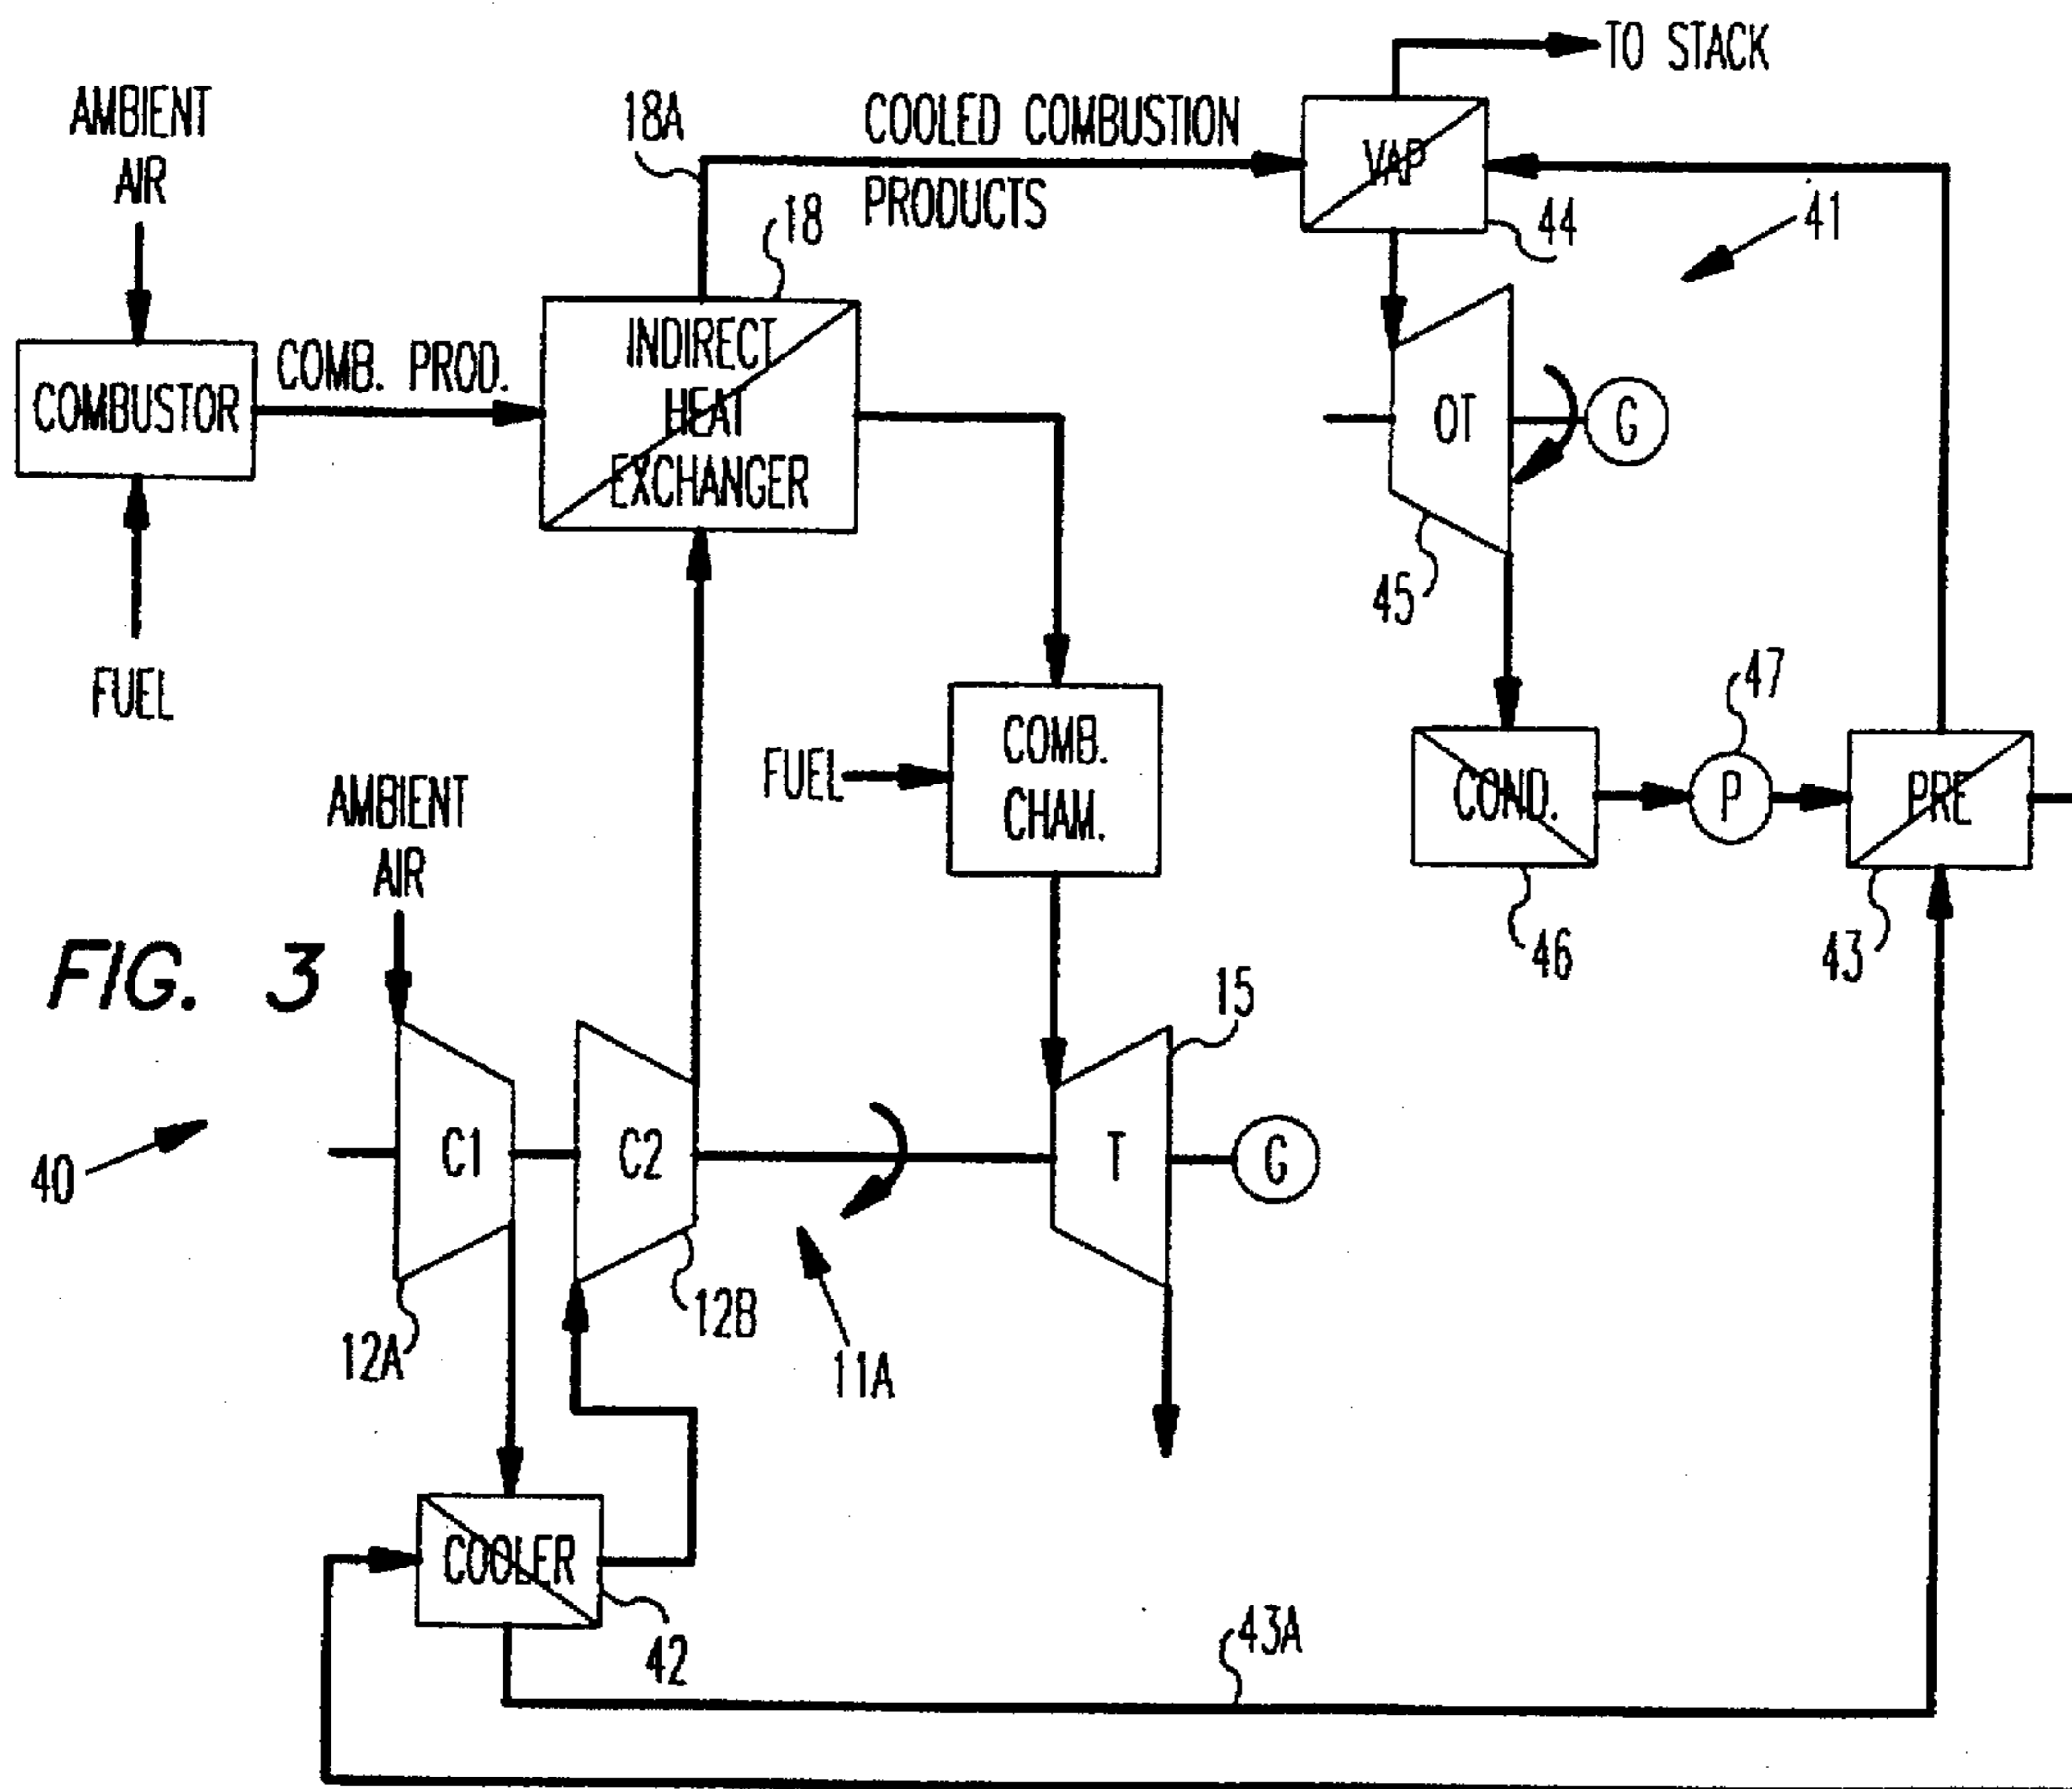 TO STACK
AMBIENT
AIR
18A
COOLED COMBUSTION
PRODUCTS
VAP
18
44
41
COMBUSTOR
COMB. PROD.
INDIRECT
HEAT
EXCHANGER
OT
G
FUEL
45
47
COMB.
CHAM.
FUEL
COND.
P
PRE
AMBIENT
AIR
46
43
FIG. 3
15
C1
C2
T
G
40
12A
12B
11A
COOLER
42
43A